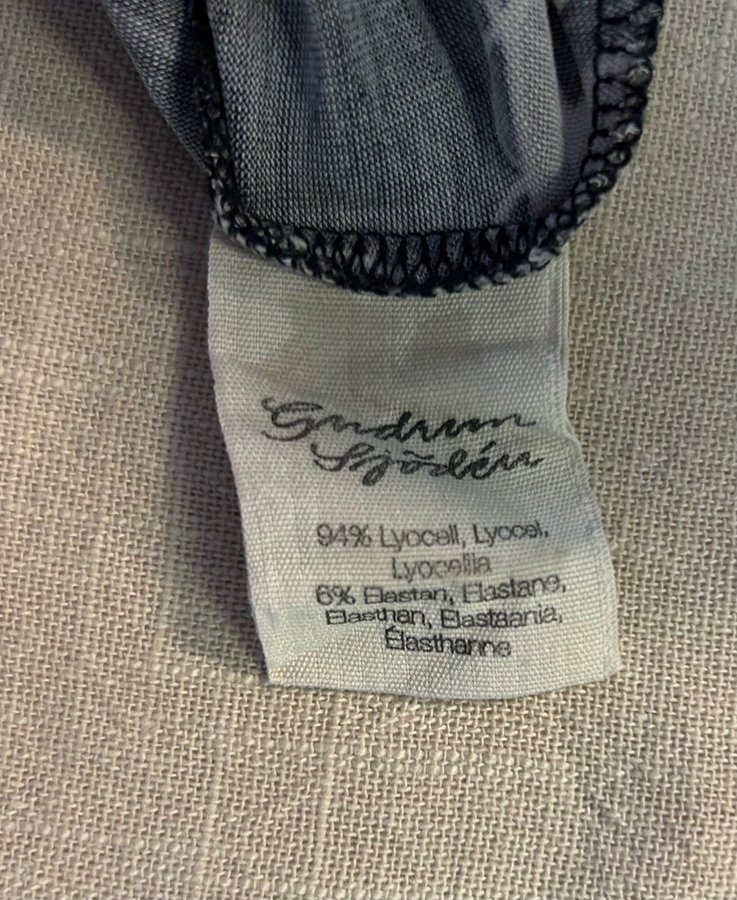 Gudrun
Sjödén
94% Lyocell, Lyocel,
Lyocellia
6% Elastan, Elastane,
Elasthan, Elastaania,
Élasthanne